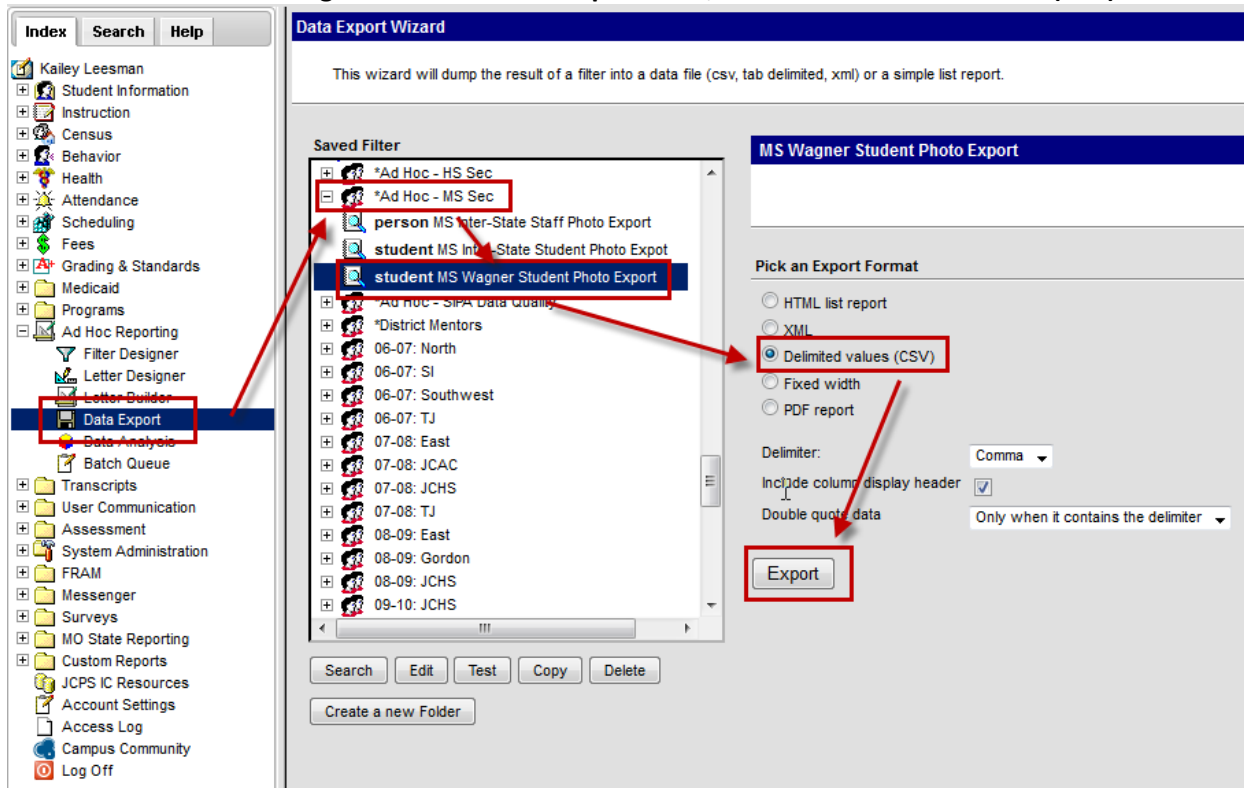 Index Search Help
Kailey Leesman
Student Information
Instruction
Census
Behavior
Health
Attendance
Scheduling
Fees
Grading & Standards
Medicaid
Programs
Ad Hoc Reporting
Filter Designer
Letter Designer
Letter Builder
Data Export
Data Analysis
Batch Queue
Transcripts
User Communication
Assessment
System Administration
FRAM
Messenger
Surveys
MO State Reporting
Custom Reports
JCPS IC Resources
Account Settings
Access Log
Campus Community
Log Off
Data Export Wizard
This wizard will dump the result of a filter into a data file (csv, tab delimited, xml) or a simple list report.
Saved Filter
*Ad Hoc - HS Sec
*Ad Hoc - MS Sec
person MS Inter-State Staff Photo Export
student MS Inter-State Student Photo Expot
student MS Wagner Student Photo Export
*Ad Hoc - SIPA Data Quality
*District Mentors
06-07: North
06-07: SI
06-07: Southwest
06-07: TJ
07-08: East
07-08: JCAC
07-08: JCHS
07-08: TJ
08-09: East
08-09: Gordon
08-09: JCHS
09-10: JCHS
Search Edit Test Copy Delete
Create a new Folder
MS Wagner Student Photo Export
Pick an Export Format
HTML list report
XML
Delimited values (CSV)
Fixed width
PDF report
Delimiter: Comma
Include column display header
Double quote data Only when it contains the delimiter
Export